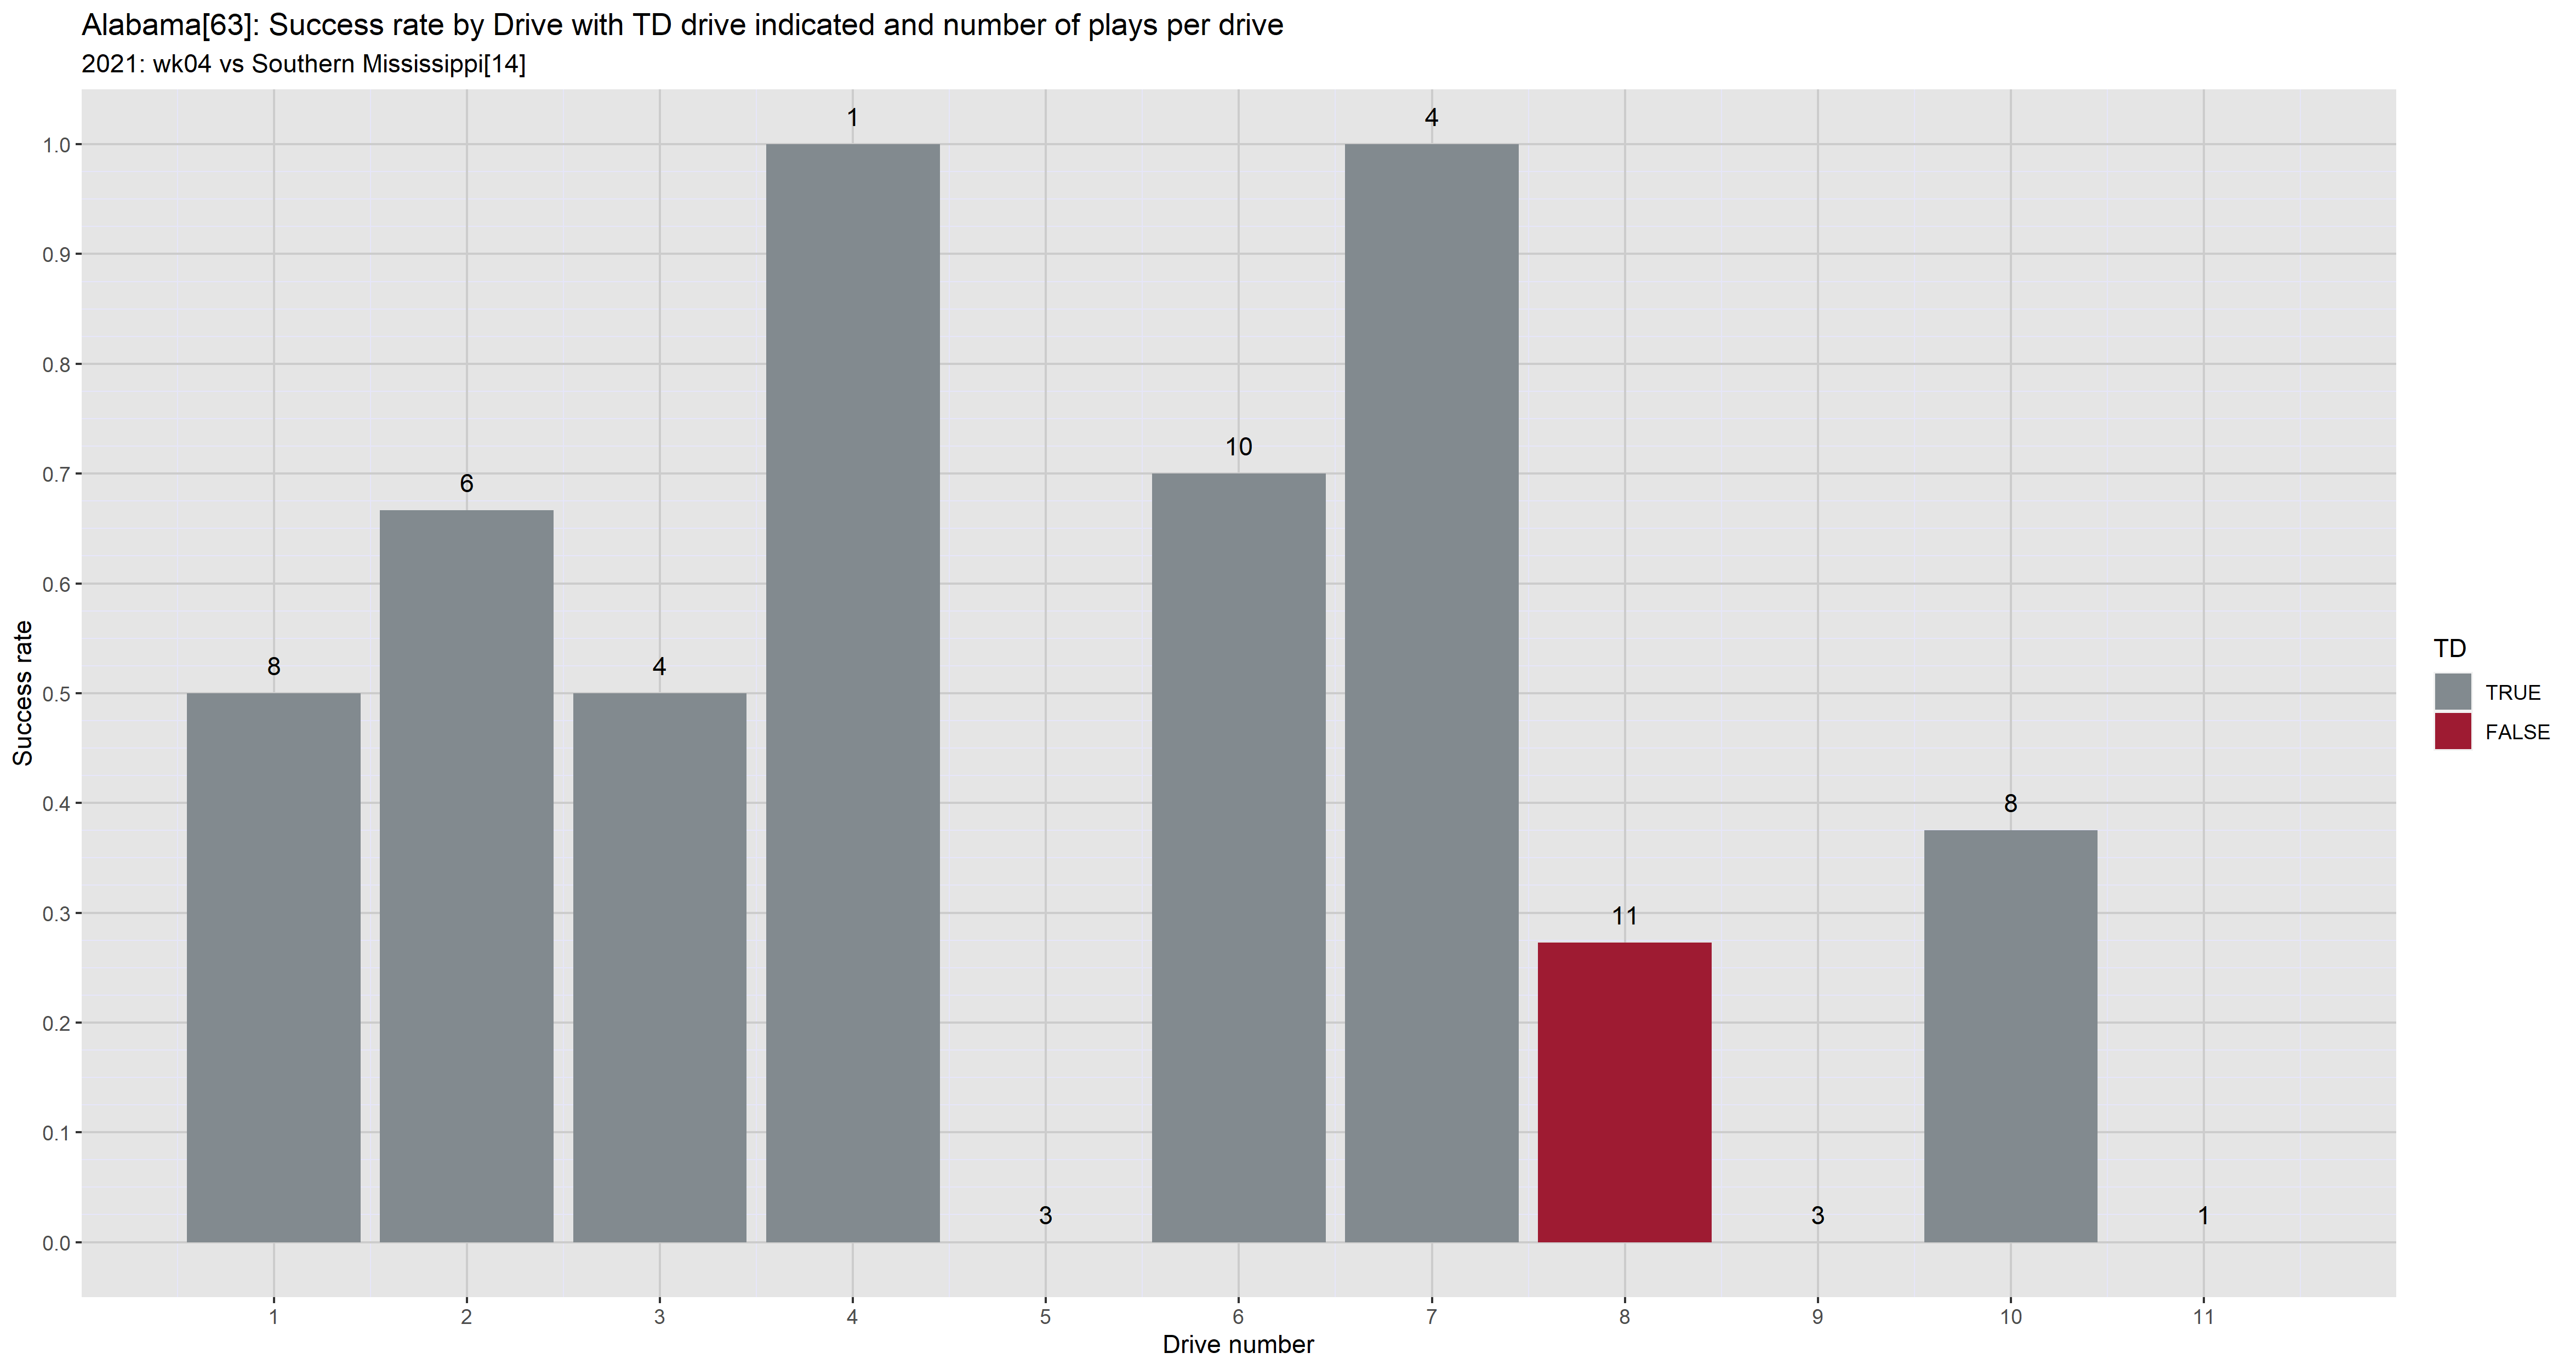 Alabama[63]: Success rate by Drive with TD drive indicated and number of plays per drive
2021: wk04 vs Southern Mississippi[14]
1
4
1.0
0.9
0.8
10
0.7
6
0.6
TD
8
4
TRUE
0.5
FALSE
Success rate
8
0.4
11
0.3
0.2
0.1
3
3
1
0.0
1 2 3 4 5 6 7 8 9 10 11
Drive number